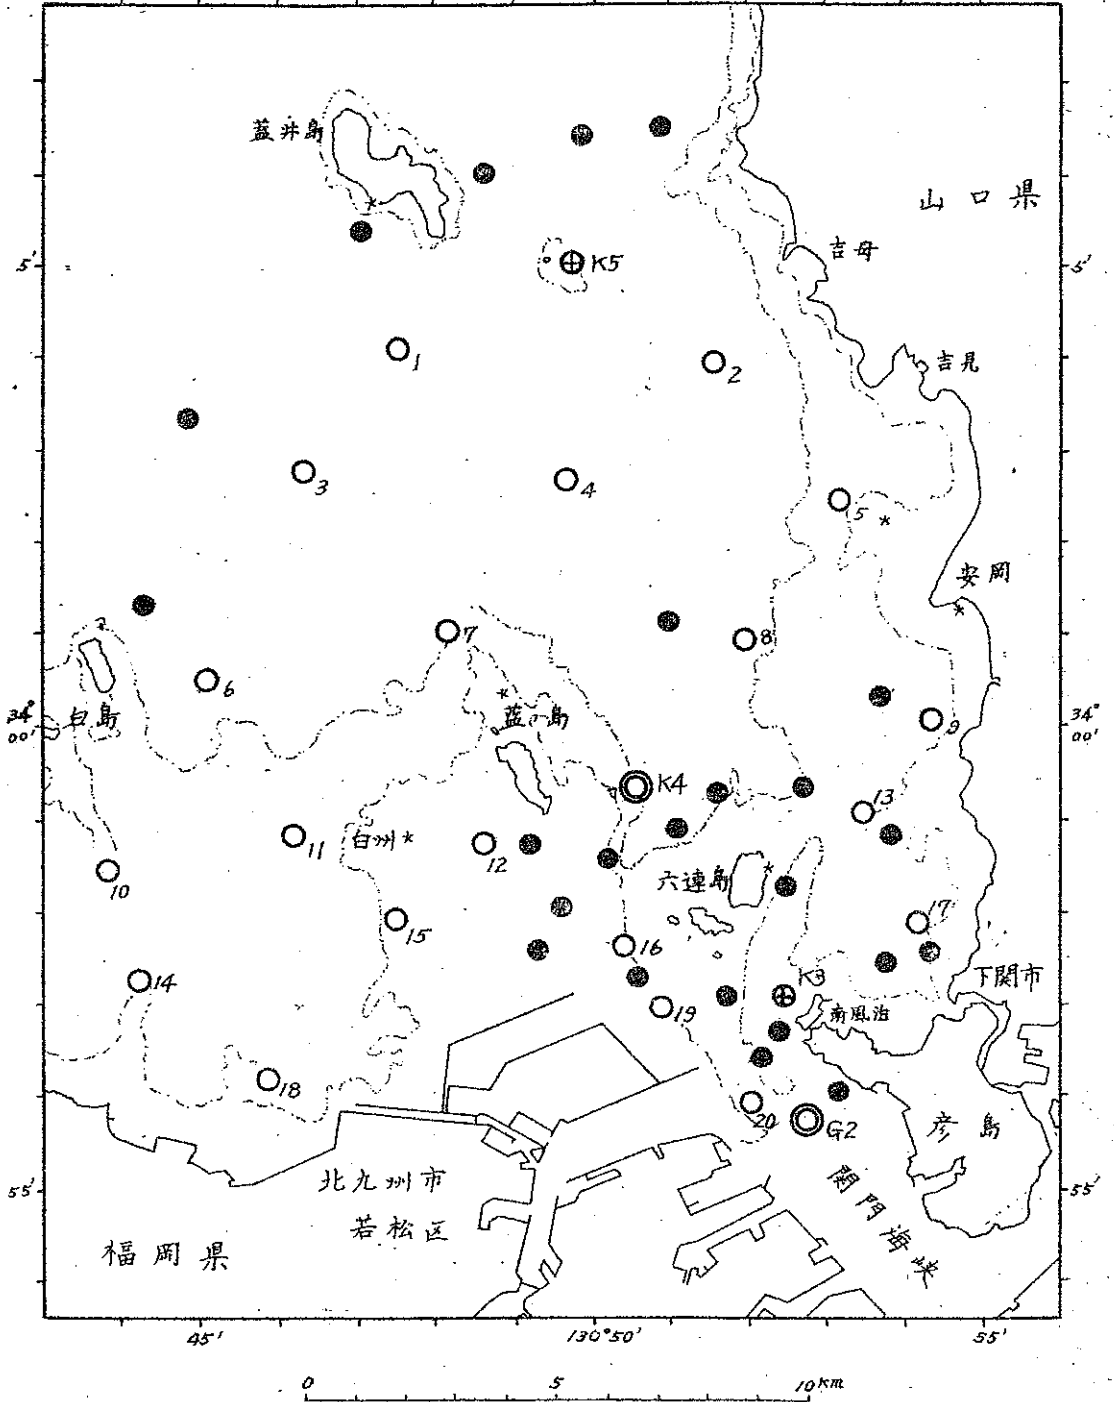 蓋井島
山口県
吉母
5'
K5
5'
1
2
吉見
3
4
5
安岡
7
8
6
34°
00'
白島
藍島
9
34°
00'
K4
13
白州
11
12
六連島
10
15
16
17
14
K3
下関市
南風泊
19
18
20
G2
彦島
55'
北九州市
若松区
関門海峡
55'
福岡県
45'
130°50'
55'
0
5
10km